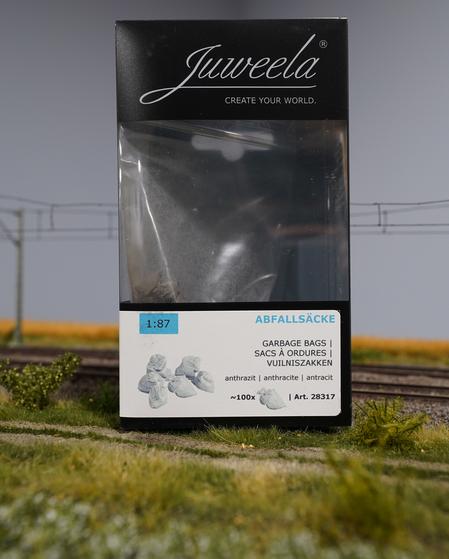 Juweela®
CREATE YOUR WORLD.
1:87
ABFALLSÄCKE
GARBAGE BAGS |
SACS À ORDURES |
VUILNISZAKKEN
anthrazit | anthracite | antracit
~100x | Art. 28317